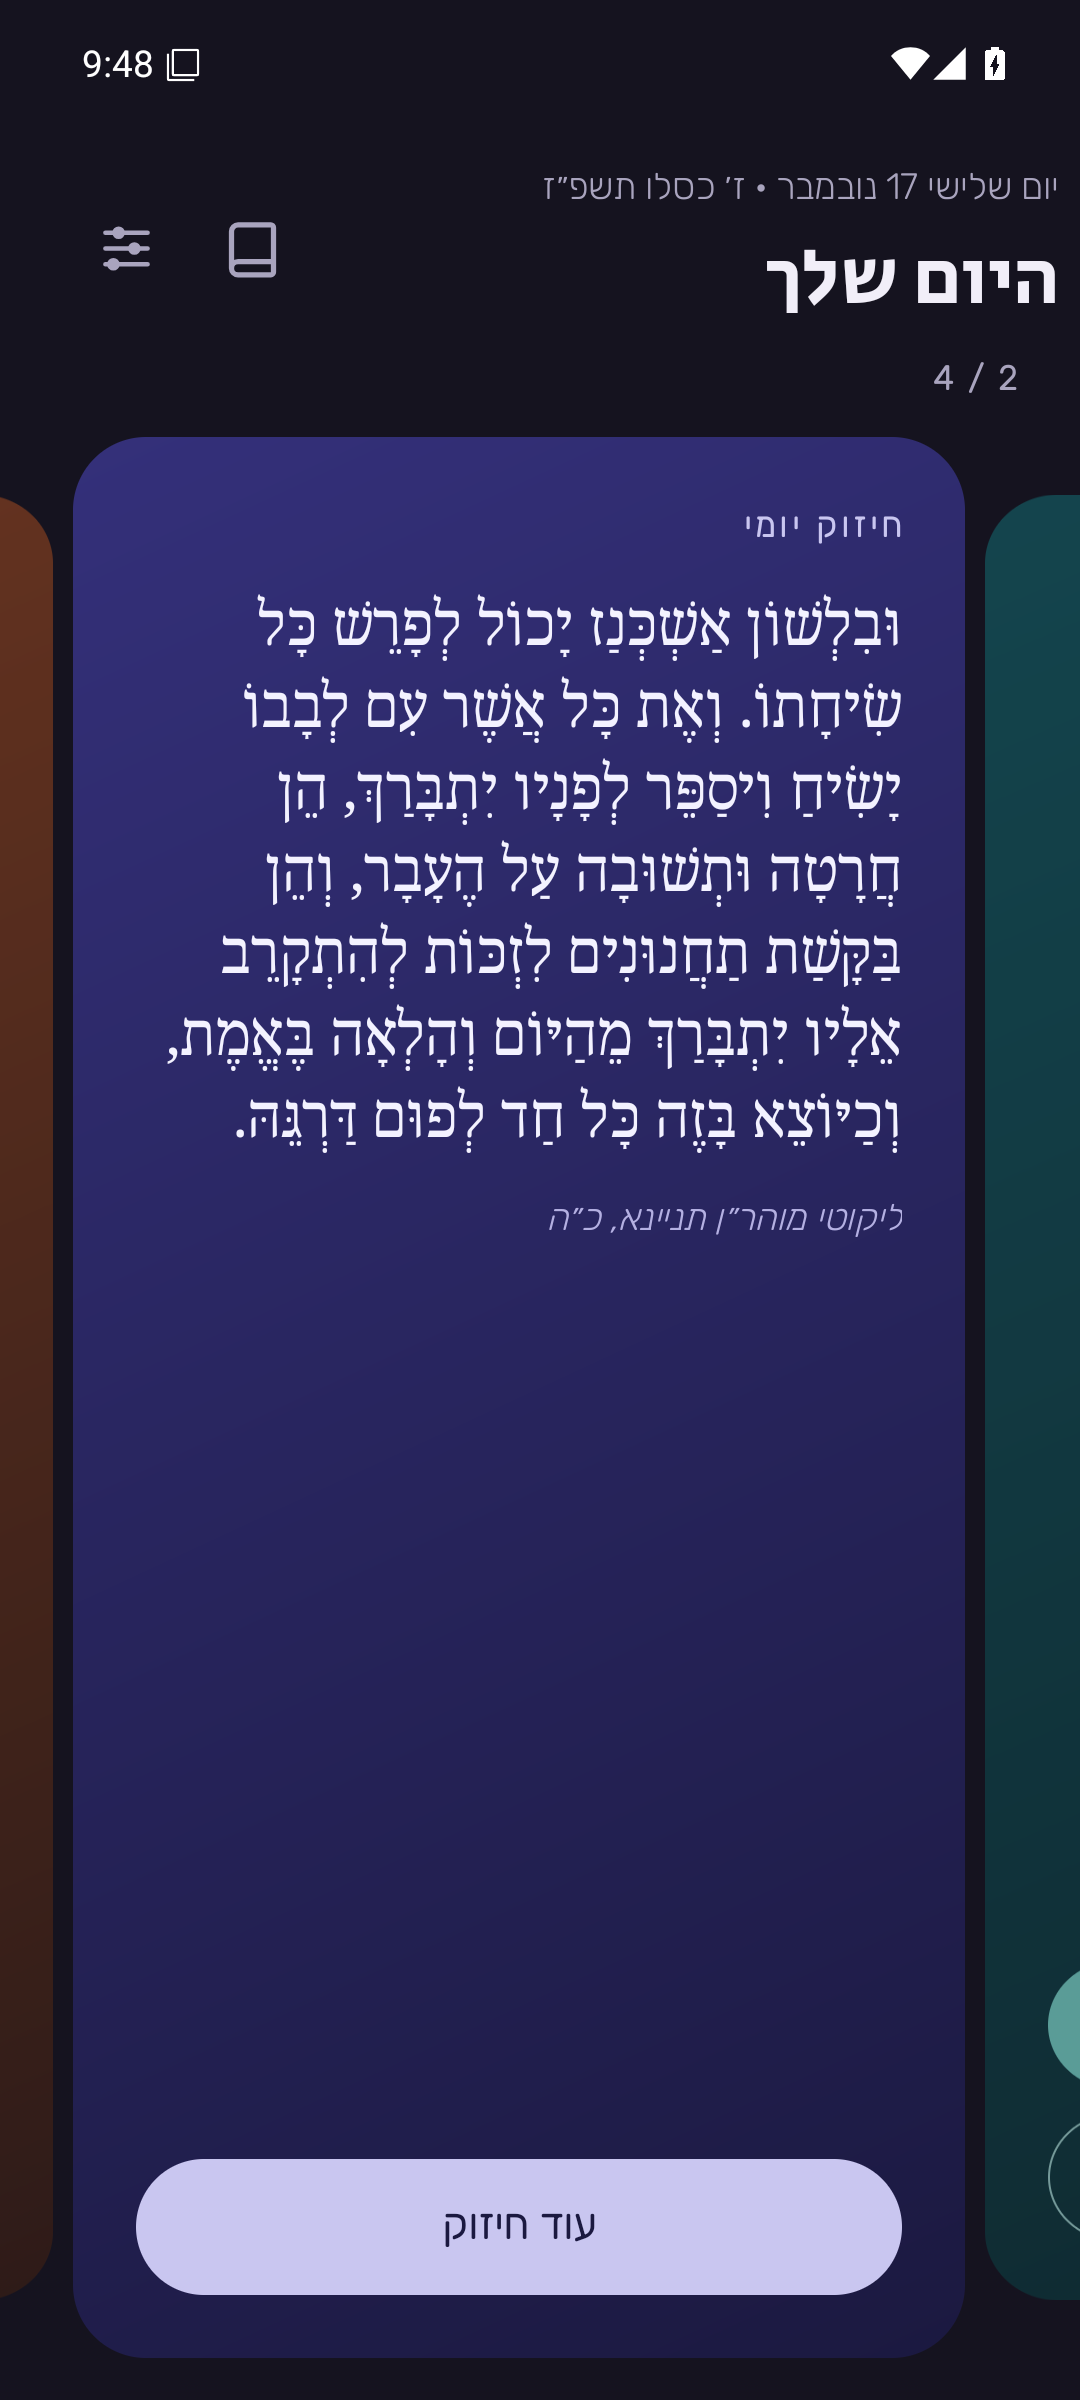 9:48
יום שלישי 17 נובמבר • ז׳ כסלו תשפ״ז
היום שלך
2 / 4
חיזוק יומי
וּבִלְשׁוֹן אַשְׁכְּנַז יָכוֹל לְפָרֵשׁ כָּל
שִׂיחָתוֹ. וְאֶת כָּל אֲשֶׁר עִם לְבָבוֹ
יָשִׂיחַ וִיסַפֵּר לְפָנָיו יִתְבָּרַךְ, הֵן
חֲרָטָה וּתְשׁוּבָה עַל הֶעָבָר, וְהֵן
בַּקָּשַׁת תַּחֲנוּנִים לִזְכּוֹת לְהִתְקָרֵב
אֵלָיו יִתְבָּרַךְ מֵהַיּוֹם וְהָלְאָה בֶּאֱמֶת,
וְכַיּוֹצֵא בָּזֶה כָּל חַד לְפוּם דַּרְגֵּהּ.
ליקוטי מוהר״ן תניינא, כ״ה
עוד חיזוק